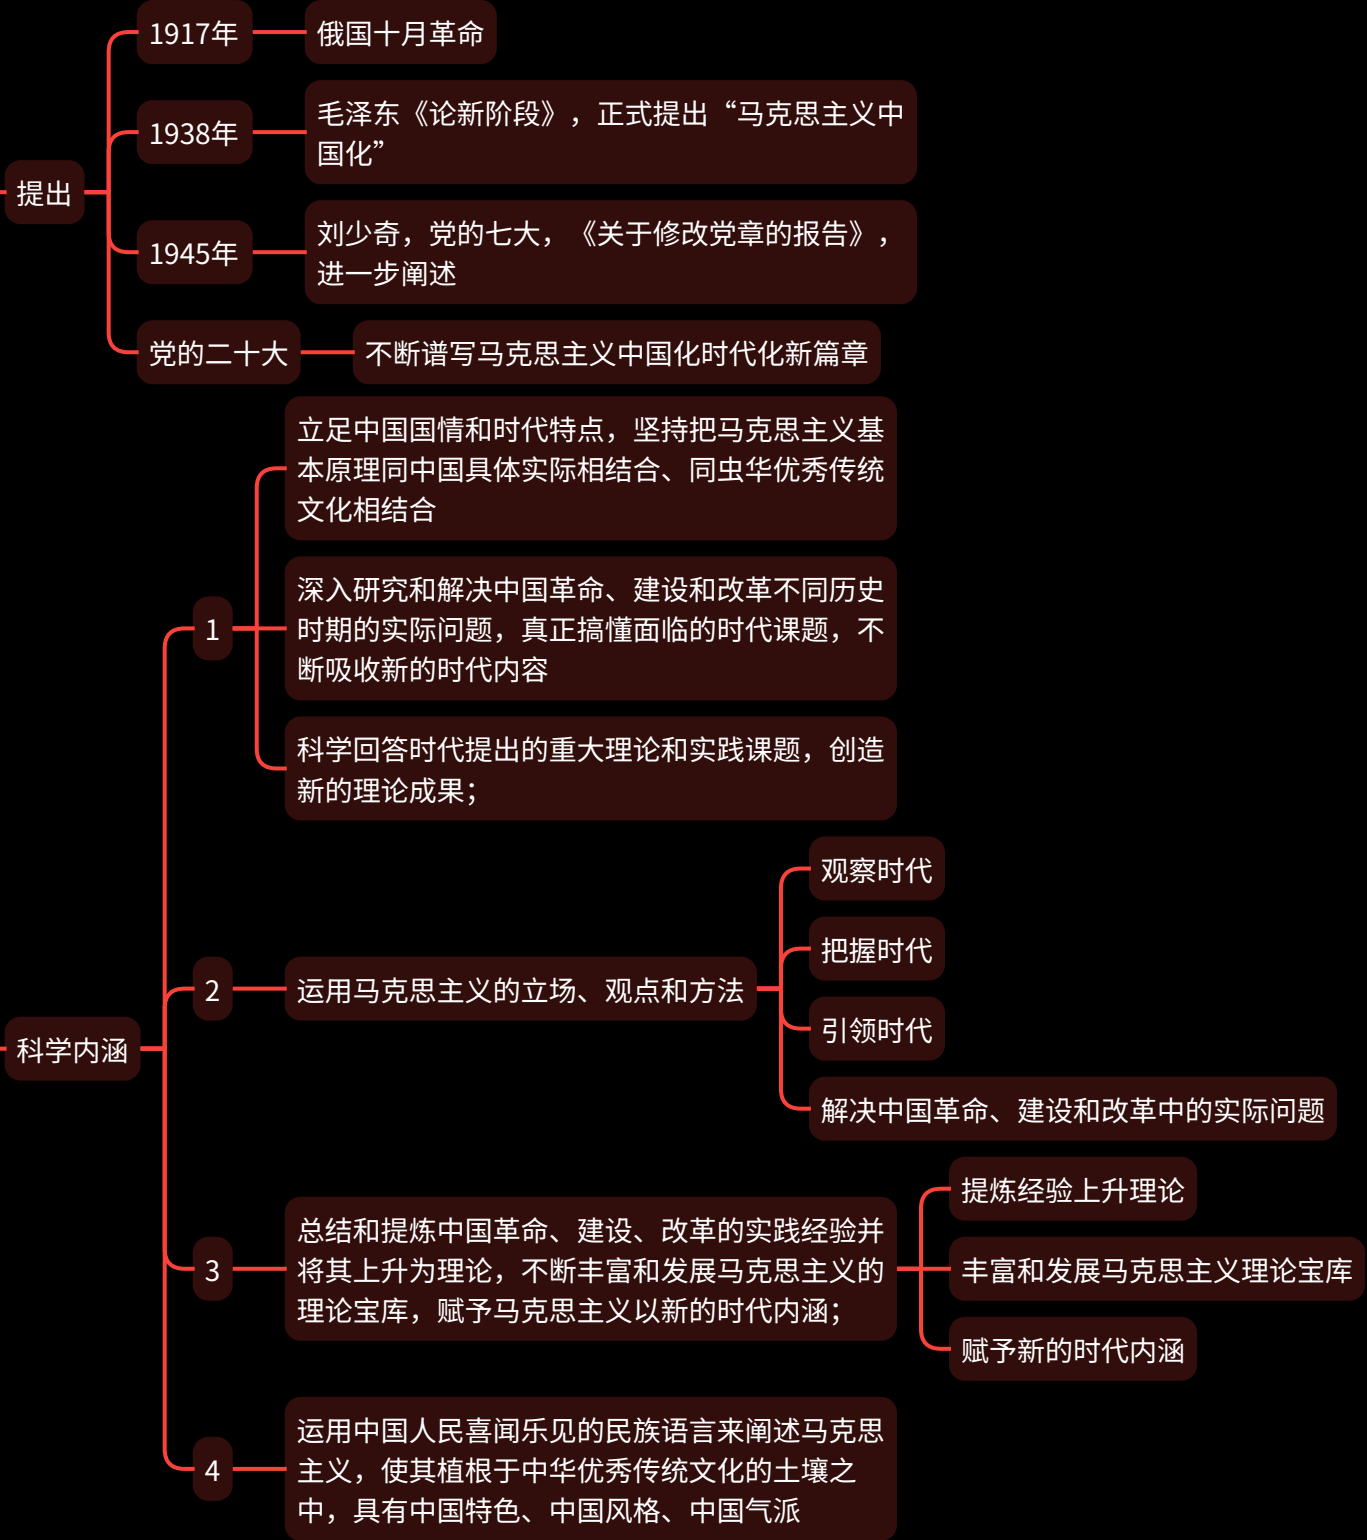 提出
1917年
俄国十月革命
1938年
毛泽东《论新阶段》，正式提出“马克思主义中
国化”
1945年
刘少奇，党的七大，《关于修改党章的报告》，
进一步阐述
党的二十大
不断谱写马克思主义中国化时代化新篇章
科学内涵
1
立足中国国情和时代特点，坚持把马克思主义基
本原理同中国具体实际相结合、同虫华优秀传统
文化相结合
深入研究和解决中国革命、建设和改革不同历史
时期的实际问题，真正搞懂面临的时代课题，不
断吸收新的时代内容
科学回答时代提出的重大理论和实践课题，创造
新的理论成果；
2
运用马克思主义的立场、观点和方法
观察时代
把握时代
引领时代
解决中国革命、建设和改革中的实际问题
3
总结和提炼中国革命、建设、改革的实践经验并
将其上升为理论，不断丰富和发展马克思主义的
理论宝库，赋予马克思主义以新的时代内涵；
提炼经验上升理论
丰富和发展马克思主义理论宝库
赋予新的时代内涵
4
运用中国人民喜闻乐见的民族语言来阐述马克思
主义，使其植根于中华优秀传统文化的土壤之
中，具有中国特色、中国风格、中国气派